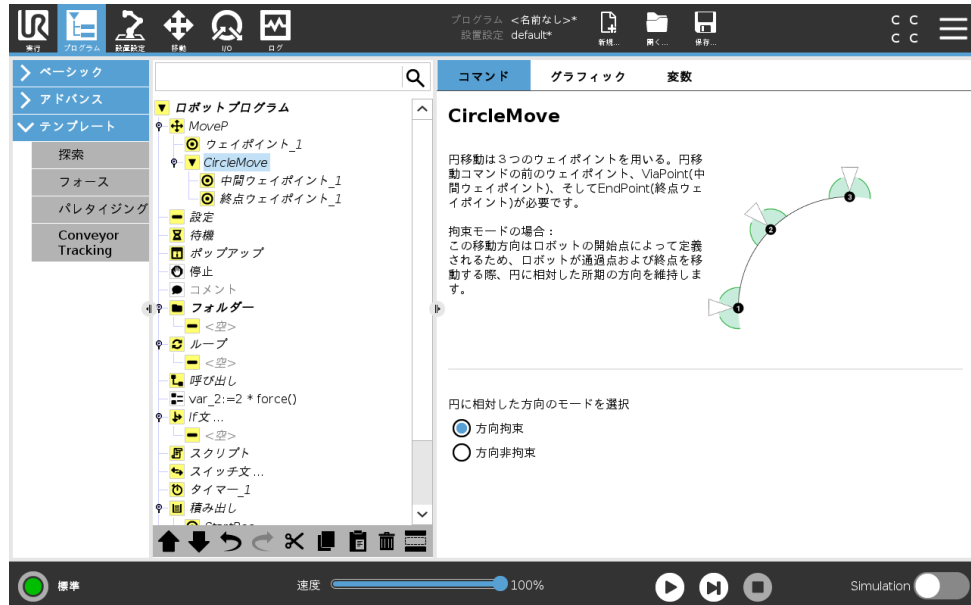 UR
実行
プログラム
設置設定
移動
I/O
ログ
プログラム <名前なし>*
設置設定 default*
新規...
開く...
保存...
C C
C C
ベーシック
アドバンス
テンプレート
探索
フォース
パレタイジング
Conveyor
Tracking
ロボットプログラム
MoveP
ウェイポイント_1
CircleMove
中間ウェイポイント_1
終点ウェイポイント_1
設定
待機
ポップアップ
停止
コメント
フォルダー
<空>
ループ
<空>
呼び出し
var_2:=2 * force()
If文 ...
<空>
スクリプト
スイッチ文 ...
タイマー_1
積み出し
StartPos
コマンド
グラフィック
変数
CircleMove
円移動は３つのウェイポイントを用いる。円移
動コマンドの前のウェイポイント、ViaPoint(中
間ウェイポイント)、そしてEndPoint(終点ウェ
イポイント)が必要です。
拘束モードの場合：
この移動方向はロボットの開始点によって定義
されるため、ロボットが通過点および終点を移
動する際、円に相対した所期の方向を維持しま
す。
3
2
1
円に相対した方向のモードを選択
方向拘束
方向非拘束
標準
速度
100%
Simulation